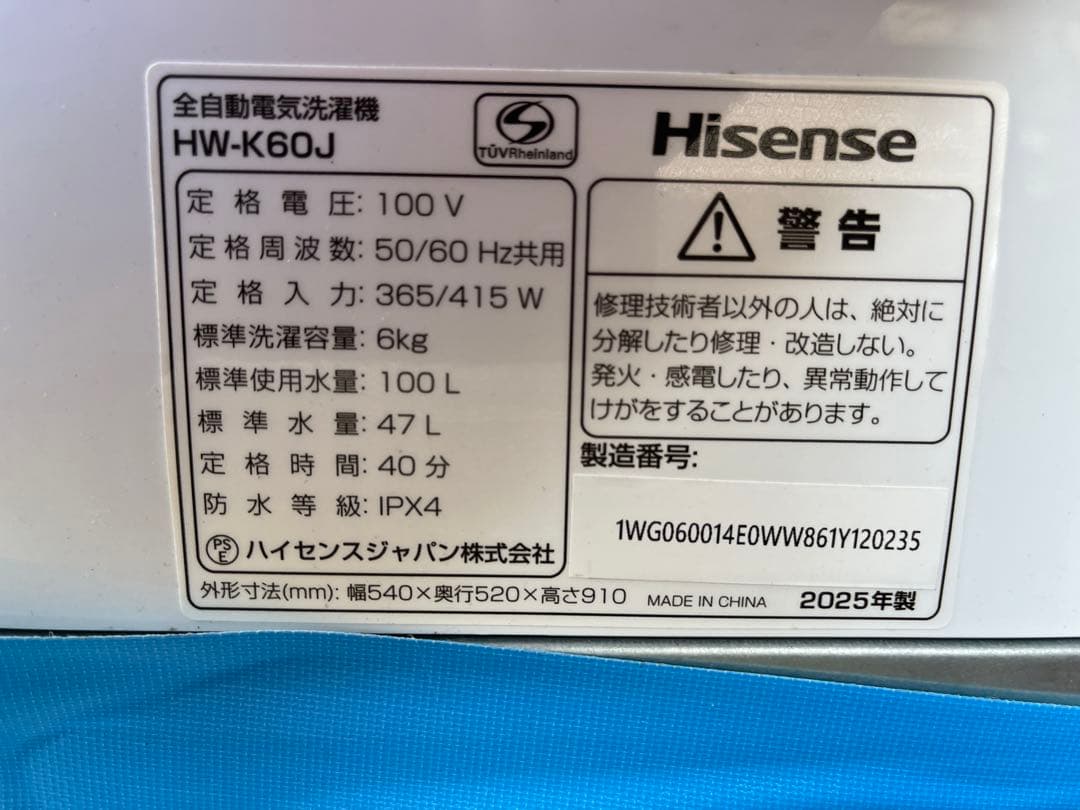 全自動電気洗濯機
HW-K60J
TÜVRheinland
Hisense
定格電圧: 100 V
定格周波数: 50/60 Hz共用
定格入力: 365/415 W
標準洗濯容量: 6kg
標準使用水量: 100 L
標準水量: 47 L
定格時間: 40 分
防水等級: IPX4
PSE ハイセンスジャパン株式会社
警告
修理技術者以外の人は、絶対に
分解したり修理・改造しない。
発火・感電したり、異常動作して
けがをすることがあります。
製造番号:
1WG060014E0WW861Y120235
外形寸法(mm): 幅540×奥行520×高さ910 MADE IN CHINA 2025年製